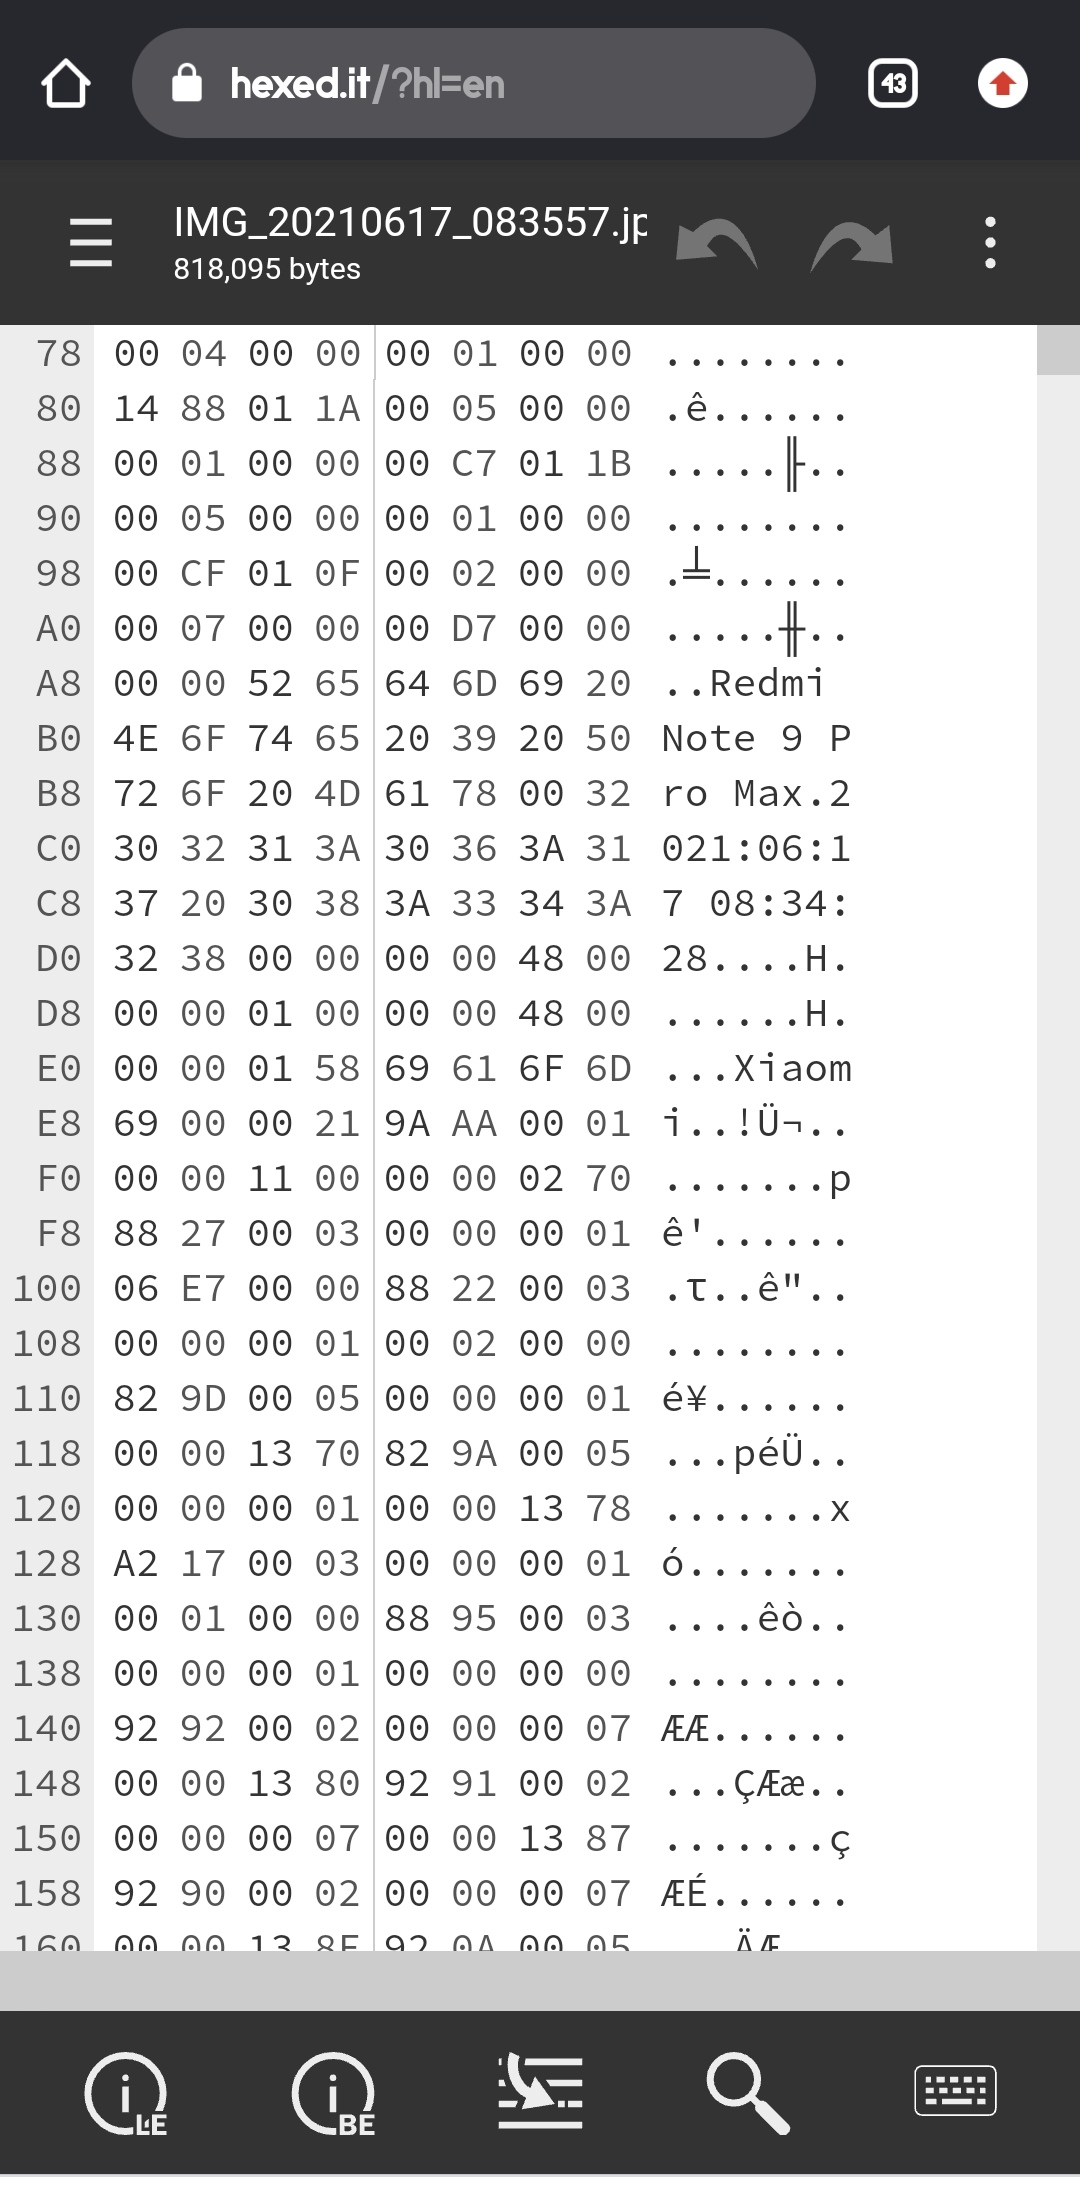 hexed.it/?hl=en
43
IMG_20210617_083557.jp
818,095 bytes
78 00 04 00 00 00 01 00 00 ........
80 14 88 01 1A 00 05 00 00 .ê......
88 00 01 00 00 00 C7 01 1B .....╟..
90 00 05 00 00 00 01 00 00 ........
98 00 CF 01 0F 00 02 00 00 .╧......
A0 00 07 00 00 00 D7 00 00 .....╫..
A8 00 00 52 65 64 6D 69 20 ..Redmi
B0 4E 6F 74 65 20 39 20 50 Note 9 P
B8 72 6F 20 4D 61 78 00 32 ro Max.2
C0 30 32 31 3A 30 36 3A 31 021:06:1
C8 37 20 30 38 3A 33 34 3A 7 08:34:
D0 32 38 00 00 00 00 48 00 28....H.
D8 00 00 01 00 00 00 48 00 ......H.
E0 00 00 01 58 69 61 6F 6D ...Xiaom
E8 69 00 00 21 9A AA 00 01 i..!Ü¬..
F0 00 00 11 00 00 00 02 70 .......p
F8 88 27 00 03 00 00 00 01 ê'......
100 06 E7 00 00 88 22 00 03 .τ..ê"..
108 00 00 00 01 00 02 00 00 ........
110 82 9D 00 05 00 00 00 01 é¥......
118 00 00 13 70 82 9A 00 05 ...péÜ..
120 00 00 00 01 00 00 13 78 .......x
128 A2 17 00 03 00 00 00 01 ó.......
130 00 01 00 00 88 95 00 03 ....êò..
138 00 00 00 01 00 00 00 00 ........
140 92 92 00 02 00 00 00 07 ÆÆ......
148 00 00 13 80 92 91 00 02 ...ÇÆæ..
150 00 00 00 07 00 00 13 87 .......ç
158 92 90 00 02 00 00 00 07 ÆÉ......
160 00 00 13 8E 92 0A 00 05 ÄÆ
i LE
i BE